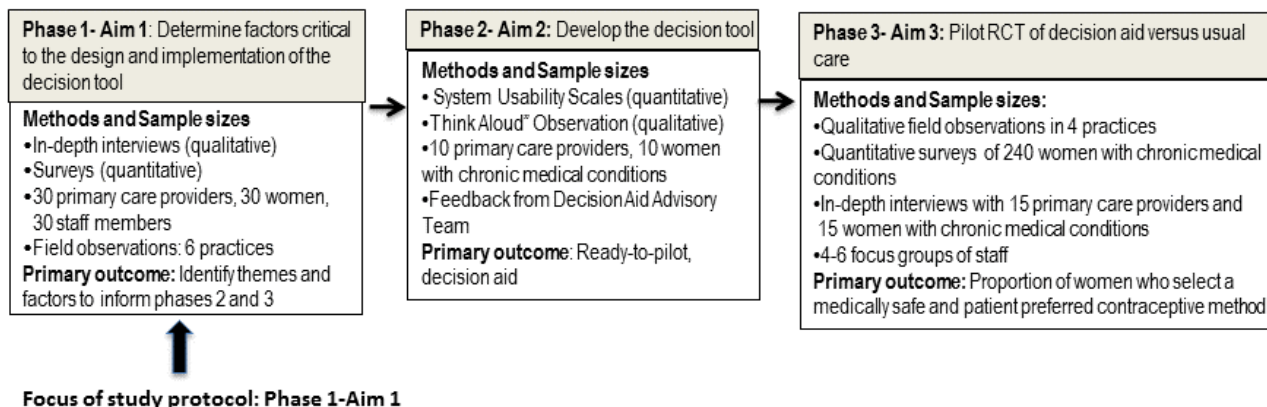 Phase 1- Aim 1: Determine factors critical
to the design and implementation of the
decision tool
Methods and Sample sizes
•In-depth interviews (qualitative)
•Surveys (quantitative)
•30 primary care providers, 30 women,
30 staff members
•Field observations: 6 practices
Primary outcome: Identify themes and
factors to inform phases 2 and 3
Phase 2- Aim 2: Develop the decision tool
Methods and Sample sizes
• System Usability Scales (quantitative)
•Think Aloud” Observation (qualitative)
•10 primary care providers, 10 women
with chronic medical conditions
•Feedback from Decision Aid Advisory
Team
Primary outcome: Ready-to-pilot,
decision aid
Phase 3- Aim 3: Pilot RCT of decision aid versus usual
care
Methods and Sample sizes:
•Qualitative field observations in 4 practices
•Quantitative surveys of 240 women with chronic medical
conditions
•In-depth interviews with 15 primary care providers and
15 women with chronic medical conditions
•4-6 focus groups of staff
Primary outcome: Proportion of women who select a
medically safe and patient preferred contraceptive method
Focus of study protocol: Phase 1-Aim 1